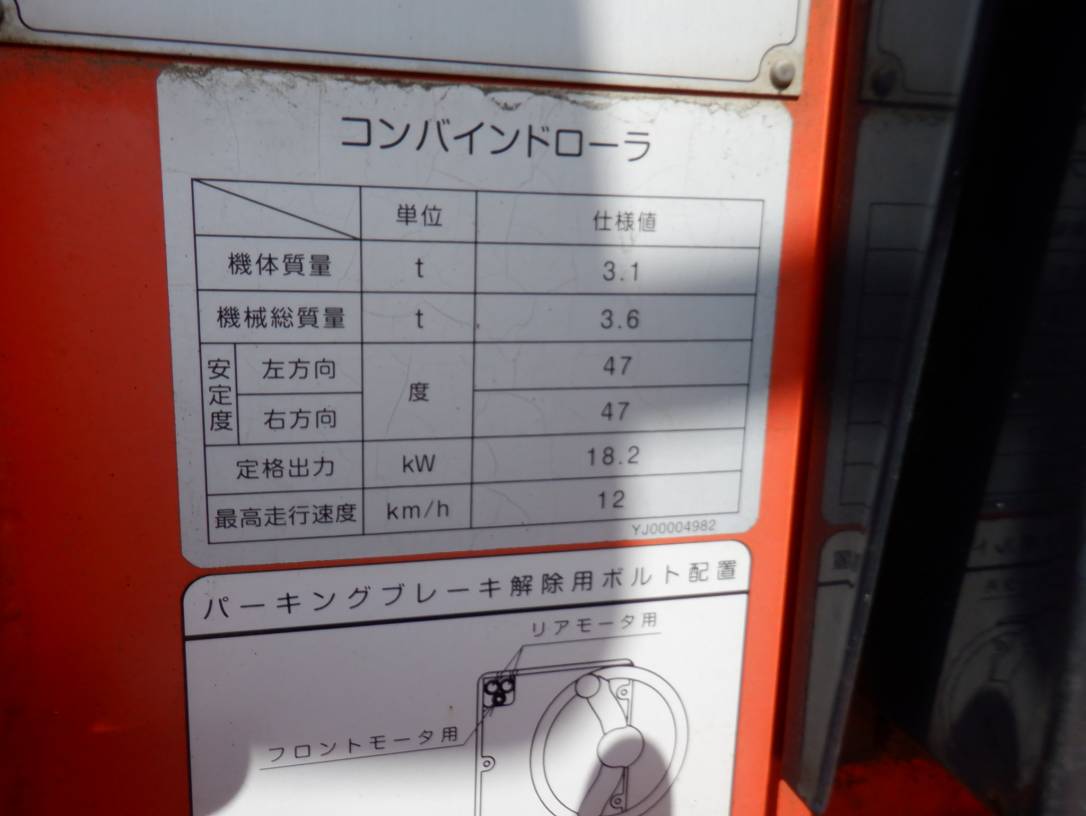 コンバインドローラ
単位 仕様値
機体質量 t 3.1
機械総質量 t 3.6
安定度 左方向 度 47
右方向 47
定格出力 kW 18.2
最高走行速度 km/h 12
YJ00004982
パーキングブレーキ解除用ボルト配置
リアモータ用
フロントモータ用